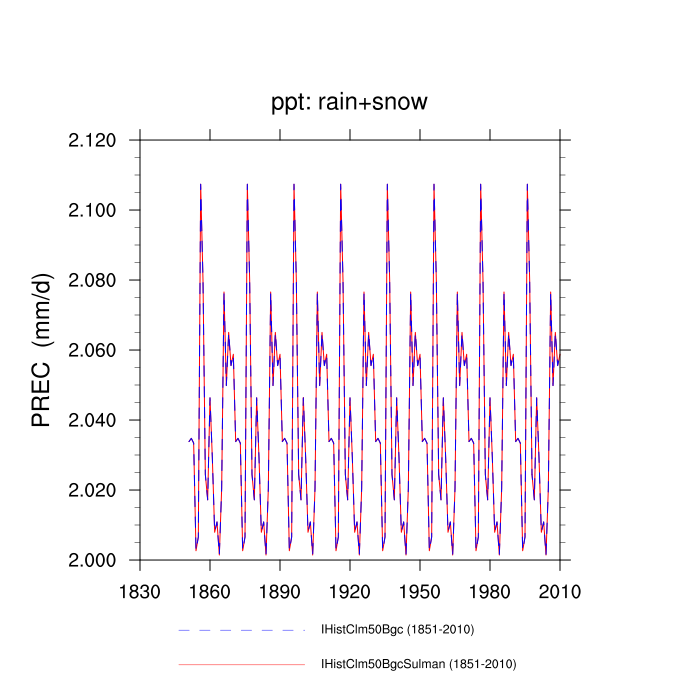 ppt: rain+snow
2.120
2.100
2.080
2.060
2.040
2.020
2.000
PREC (mm/d)
1830 1860 1890 1920 1950 1980 2010
IHistClm50Bgc (1851-2010)
IHistClm50BgcSulman (1851-2010)